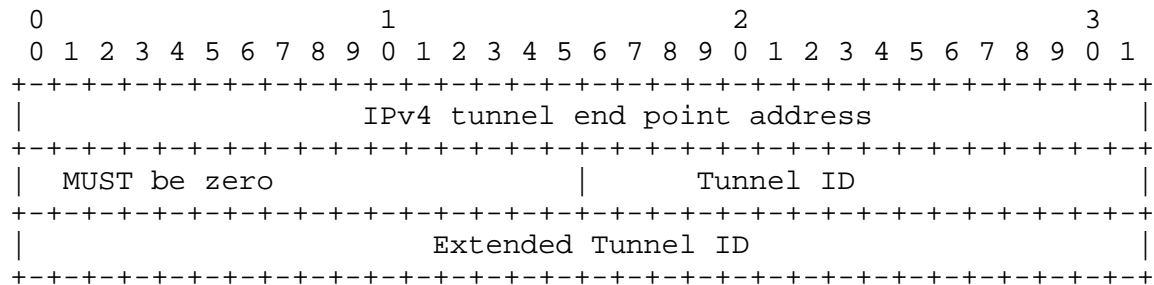 0                   1                   2                   3
 0 1 2 3 4 5 6 7 8 9 0 1 2 3 4 5 6 7 8 9 0 1 2 3 4 5 6 7 8 9 0 1
+-+-+-+-+-+-+-+-+-+-+-+-+-+-+-+-+-+-+-+-+-+-+-+-+-+-+-+-+-+-+-+-+
|                   IPv4 tunnel end point address               |
+-+-+-+-+-+-+-+-+-+-+-+-+-+-+-+-+-+-+-+-+-+-+-+-+-+-+-+-+-+-+-+-+
|  MUST be zero                 |      Tunnel ID                |
+-+-+-+-+-+-+-+-+-+-+-+-+-+-+-+-+-+-+-+-+-+-+-+-+-+-+-+-+-+-+-+-+
|                       Extended Tunnel ID                      |
+-+-+-+-+-+-+-+-+-+-+-+-+-+-+-+-+-+-+-+-+-+-+-+-+-+-+-+-+-+-+-+-+